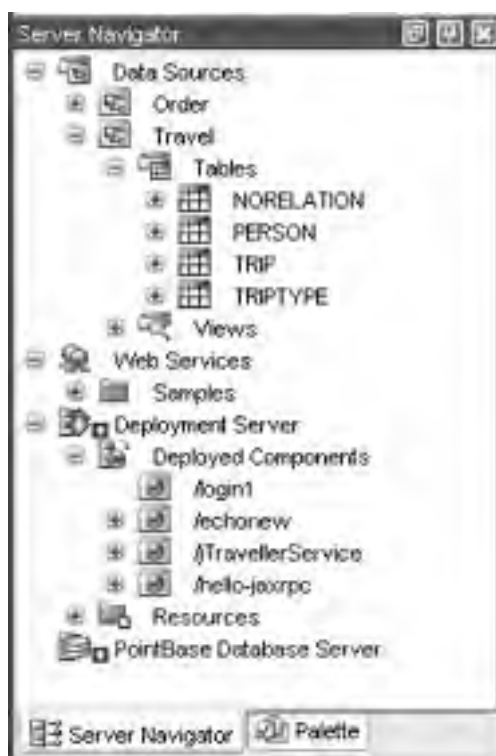 Server Navigator
Data Sources
Order
Travel
Tables
NORELATION
PERSON
TRIP
TRIPTYPE
Views
Web Services
Samples
Deployment Server
Deployed Components
/login1
/echonew
/jTravellerService
/hello-jaxrpc
Resources
PointBase Database Server
Server Navigator Palette